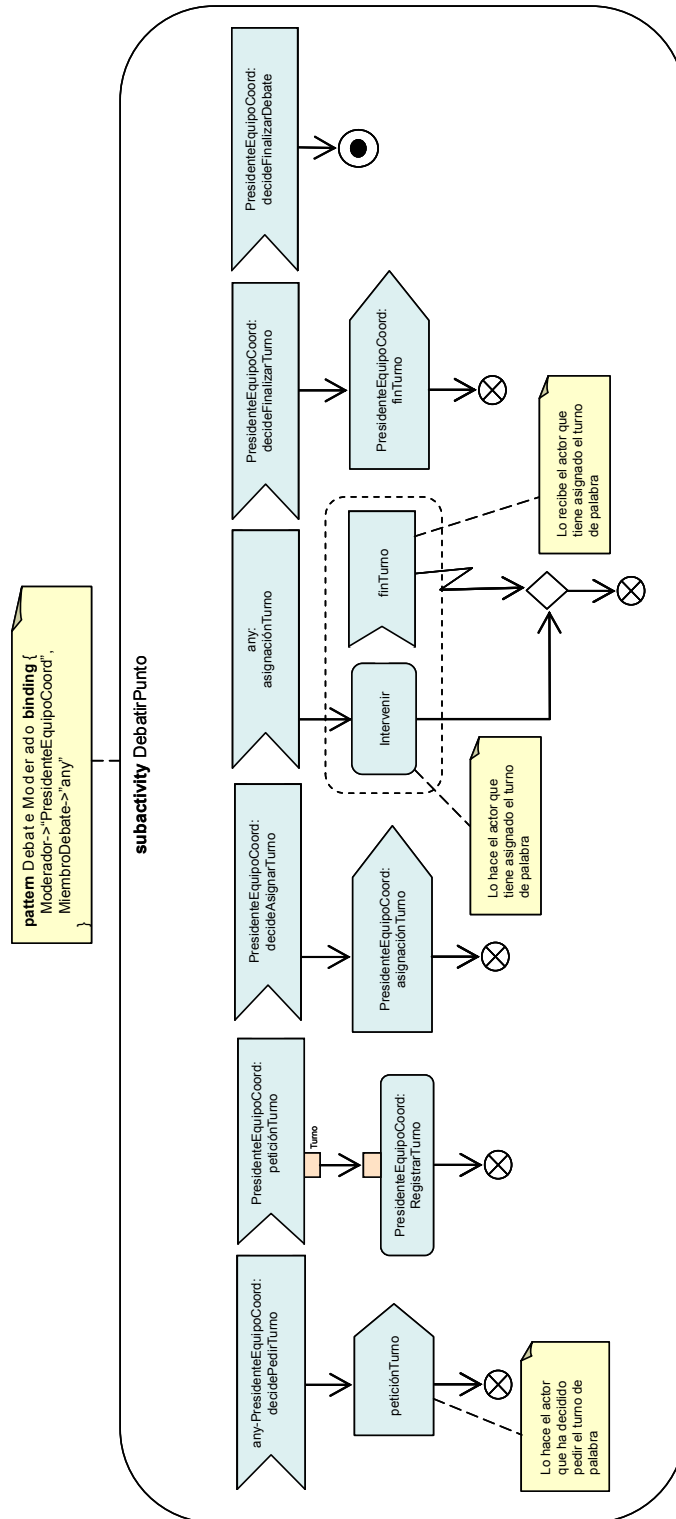 pattern Debate Moderado binding {
Moderador->"PresidenteEquipoCoord",
MiembroDebate->"any"
}
subactivity DebatirPunto
any-PresidenteEquipoCoord:
decidePedirTurno
PresidenteEquipoCoord:
peticiónTurno
PresidenteEquipoCoord:
decideAsignarTurno
any:
asignaciónTurno
PresidenteEquipoCoord:
decideFinalizarTurno
PresidenteEquipoCoord:
decideFinalizarDebate
Turno
peticiónTurno
PresidenteEquipoCoord:
RegistrarTurno
PresidenteEquipoCoord:
asignaciónTurno
Intervenir
finTurno
PresidenteEquipoCoord:
finTurno
Lo hace el actor
que ha decidido
pedir el turno de
palabra
Lo hace el actor que
tiene asignado el turno
de palabra
Lo recibe el actor que
tiene asignado el turno
de palabra